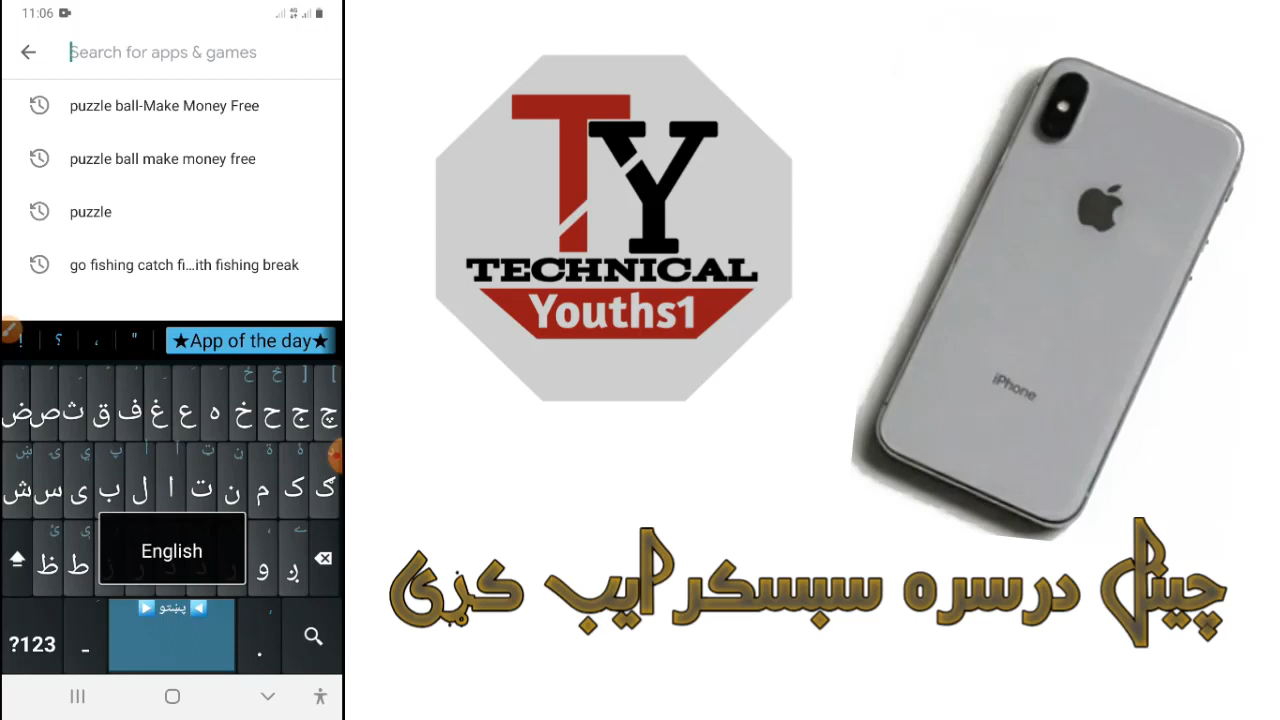 11:06
Search for apps & games
puzzle ball-Make Money Free
puzzle ball make money free
puzzle
go fishing catch fi...ith fishing break
! ؟ ، " ★App of the day★
ض ص ث ق ف غ ع ه خ ح ج چ
ش س ی ب ل ا ت ن م ک ګ
ظ ط و ږ
English
پښتو
?123 - .
TY
TECHNICAL
Youths1
iPhone
چینل درسره سبسکرایب کړی